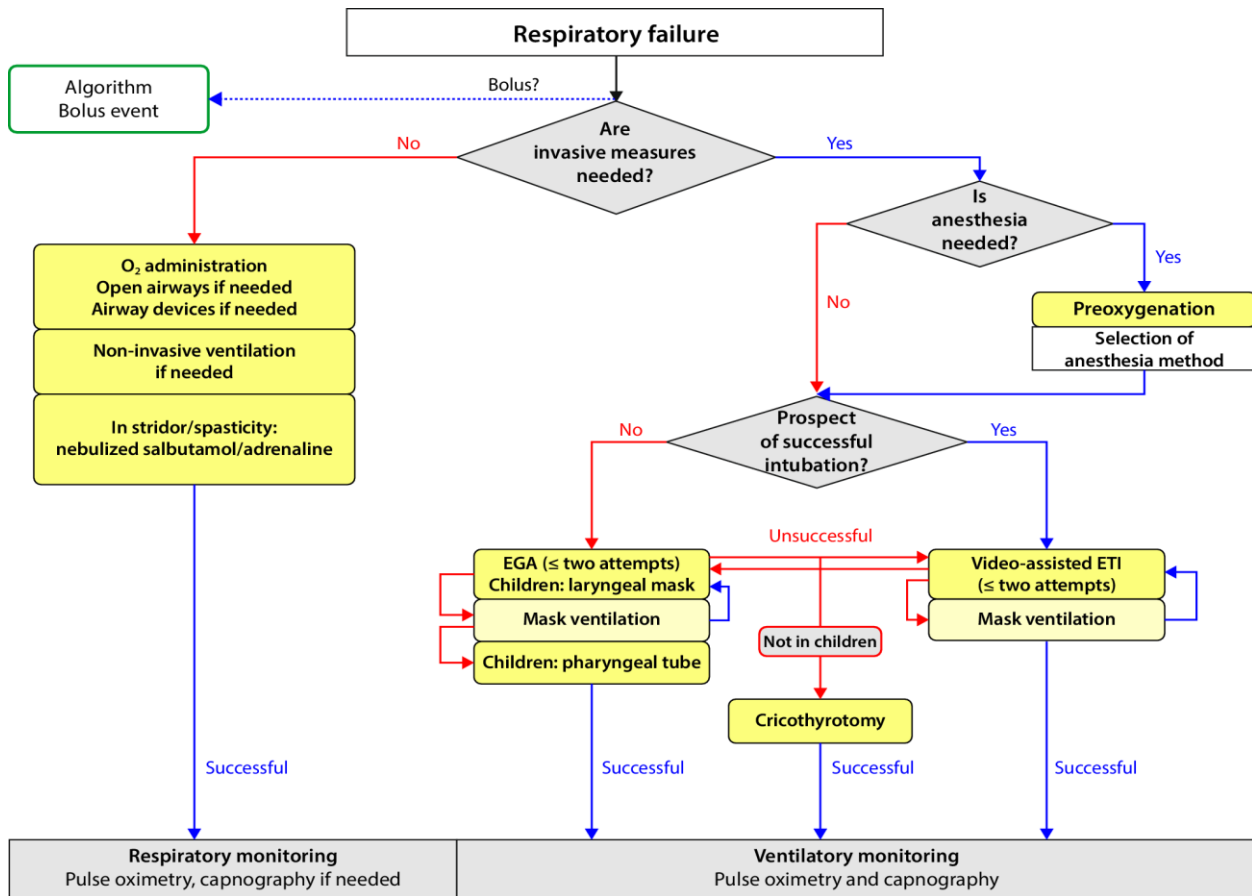 Respiratory failure
Algorithm
Bolus event
Bolus?
Are
invasive measures
needed?
No
Yes
Is
anesthesia
needed?
No
Yes
Preoxygenation
Selection of
anesthesia method
O₂ administration
Open airways if needed
Airway devices if needed
Non-invasive ventilation
if needed
In stridor/spasticity:
nebulized salbutamol/adrenaline
Prospect
of successful
intubation?
No
Yes
Unsuccessful
EGA (≤ two attempts)
Children: laryngeal mask
Mask ventilation
Children: pharyngeal tube
Video-assisted ETI
(≤ two attempts)
Mask ventilation
Not in children
Cricothyrotomy
Successful
Successful
Successful
Successful
Respiratory monitoring
Pulse oximetry, capnography if needed
Ventilatory monitoring
Pulse oximetry and capnography